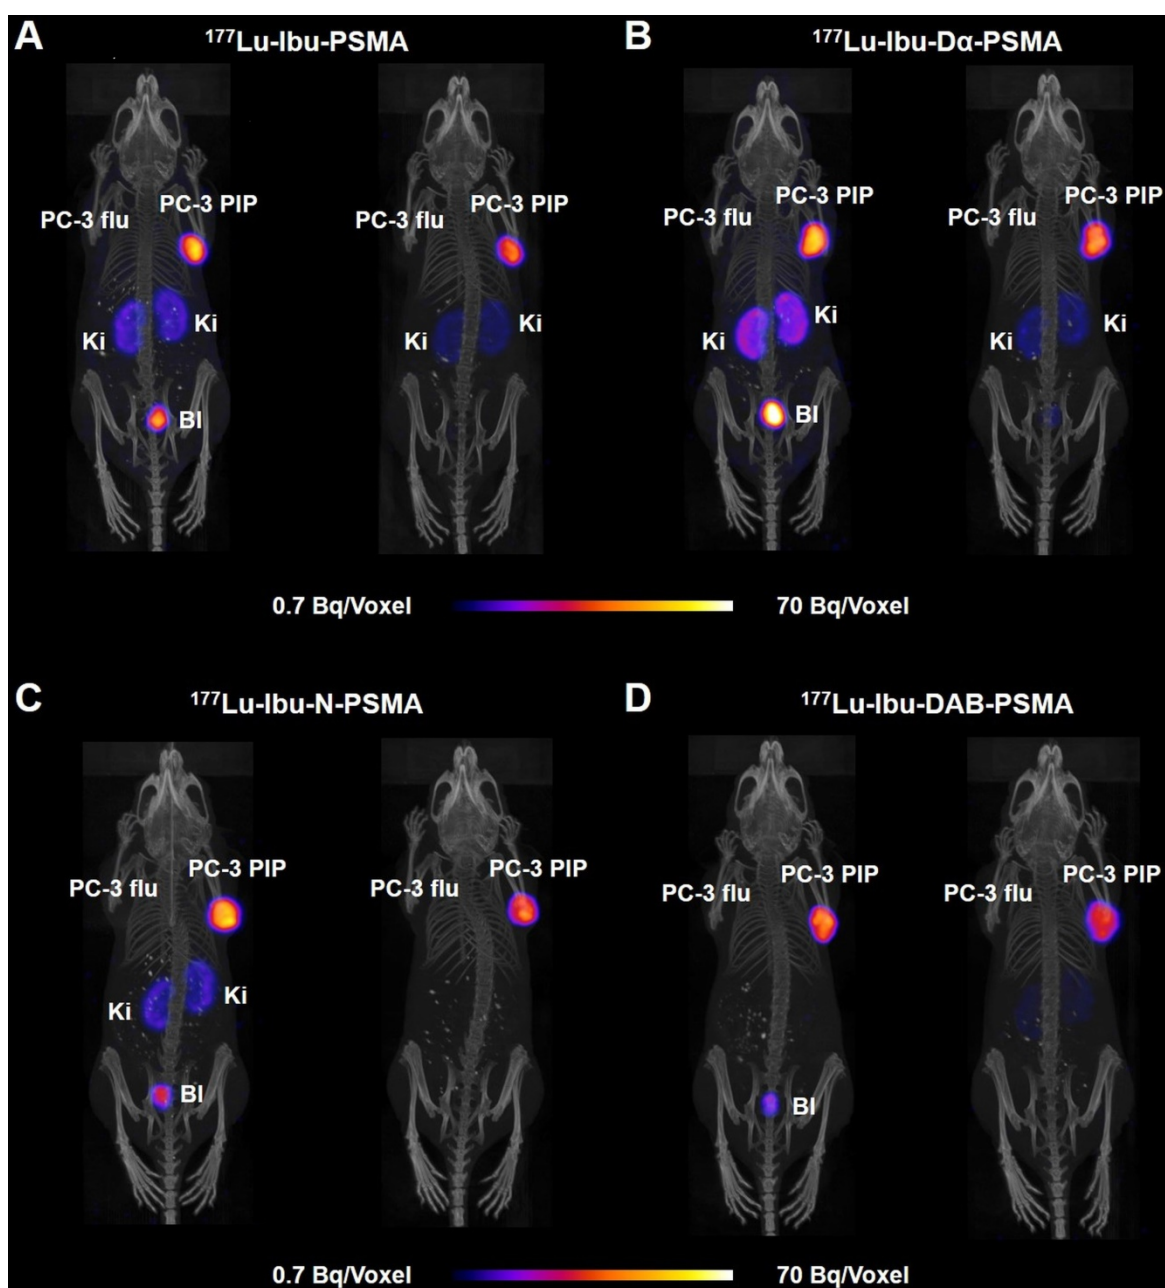 A
177Lu-Ibu-PSMA
B
177Lu-Ibu-Dα-PSMA
PC-3 flu
PC-3 PIP
PC-3 flu
PC-3 PIP
PC-3 flu
PC-3 PIP
PC-3 flu
PC-3 PIP
Ki
Ki
Ki
Ki
Ki
Ki
Ki
Ki
Bl
Bl
0.7 Bq/Voxel
70 Bq/Voxel
C
177Lu-Ibu-N-PSMA
D
177Lu-Ibu-DAB-PSMA
PC-3 flu
PC-3 PIP
PC-3 flu
PC-3 PIP
PC-3 flu
PC-3 PIP
PC-3 flu
PC-3 PIP
Ki
Ki
Bl
Bl
0.7 Bq/Voxel
70 Bq/Voxel